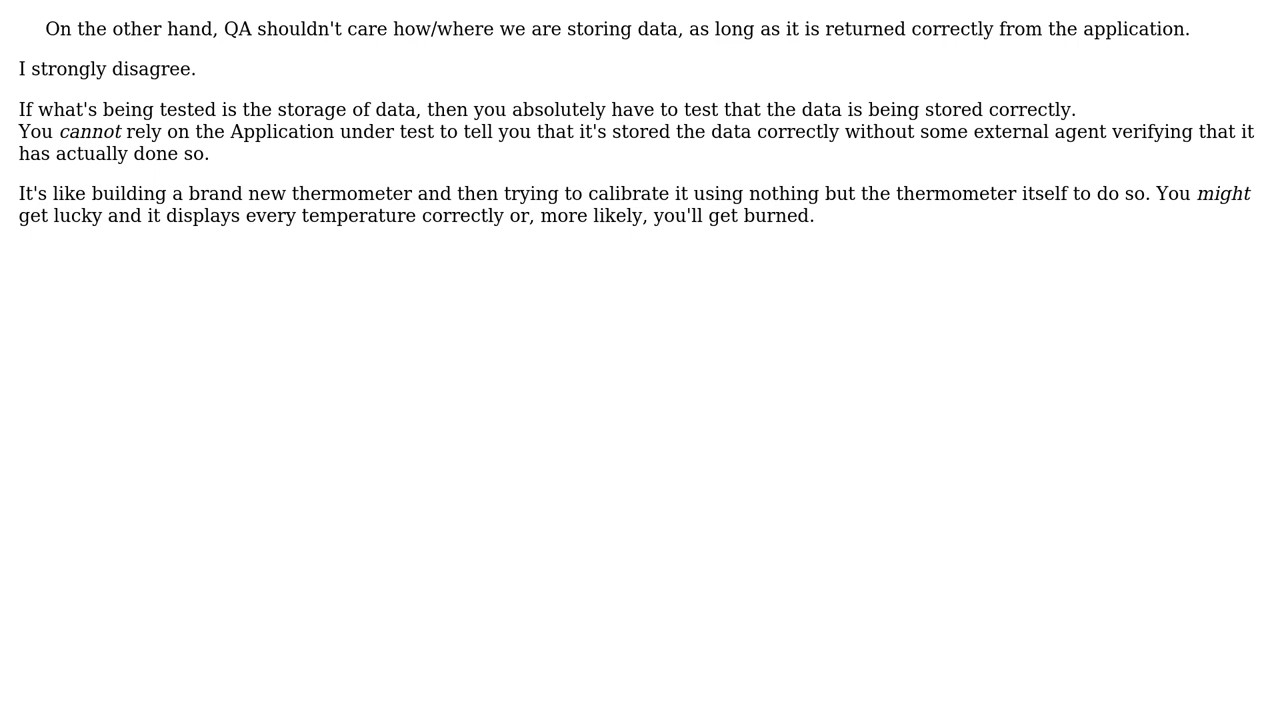 On the other hand, QA shouldn't care how/where we are storing data, as long as it is returned correctly from the application.
I strongly disagree.
If what's being tested is the storage of data, then you absolutely have to test that the data is being stored correctly.
You cannot rely on the Application under test to tell you that it's stored the data correctly without some external agent verifying that it
has actually done so.
It's like building a brand new thermometer and then trying to calibrate it using nothing but the thermometer itself to do so. You might
get lucky and it displays every temperature correctly or, more likely, you'll get burned.